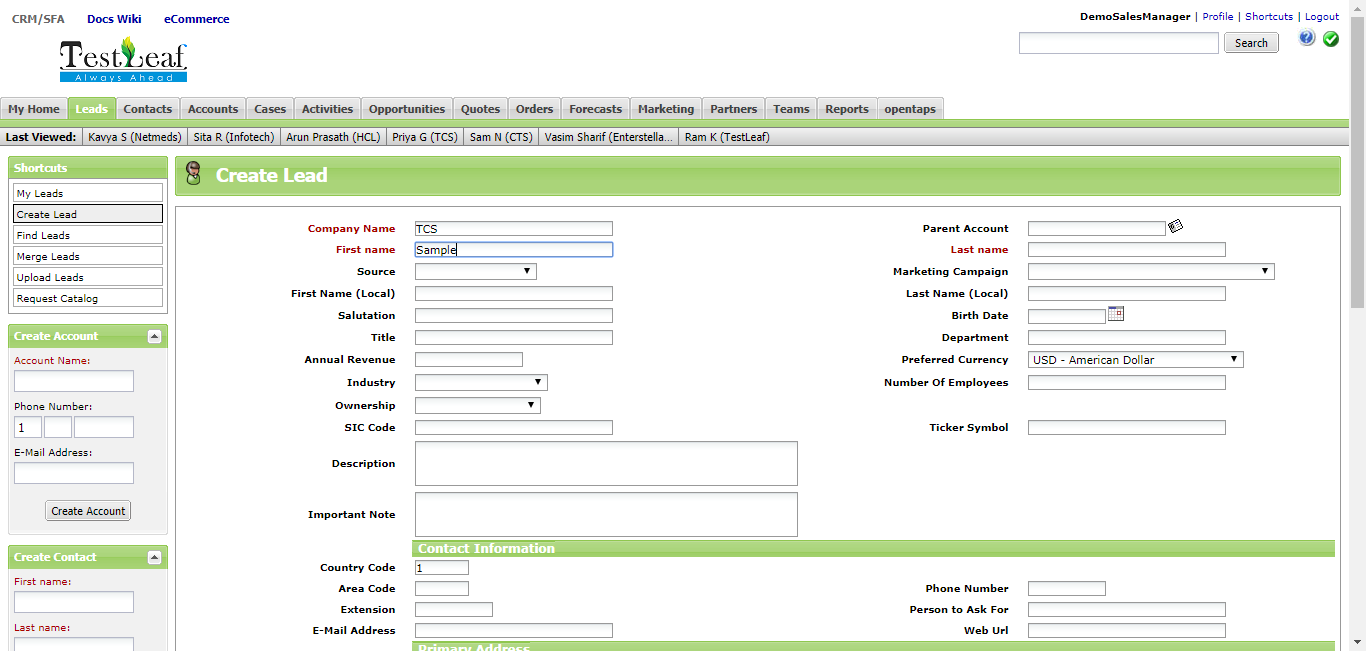 CRM/SFA Docs Wiki eCommerce
DemoSalesManager | Profile | Shortcuts | Logout
TestLeaf
Always Ahead
Search
My Home Leads Contacts Accounts Cases Activities Opportunities Quotes Orders Forecasts Marketing Partners Teams Reports opentaps
Last Viewed: Kavya S (Netmeds) Sita R (Infotech) Arun Prasath (HCL) Priya G (TCS) Sam N (CTS) Vasim Sharif (Enterstella... Ram K (TestLeaf)
Shortcuts
My Leads
Create Lead
Find Leads
Merge Leads
Upload Leads
Request Catalog
Create Account
Account Name:
Phone Number:
1
E-Mail Address:
Create Account
Create Contact
First name:
Last name:
Create Lead
Company Name TCS Parent Account
First name Sample Last name
Source Marketing Campaign
First Name (Local) Last Name (Local)
Salutation Birth Date
Title Department
Annual Revenue Preferred Currency USD - American Dollar
Industry Number Of Employees
Ownership
SIC Code Ticker Symbol
Description
Important Note
Contact Information
Country Code 1
Area Code Phone Number
Extension Person to Ask For
E-Mail Address Web Url
Primary Address